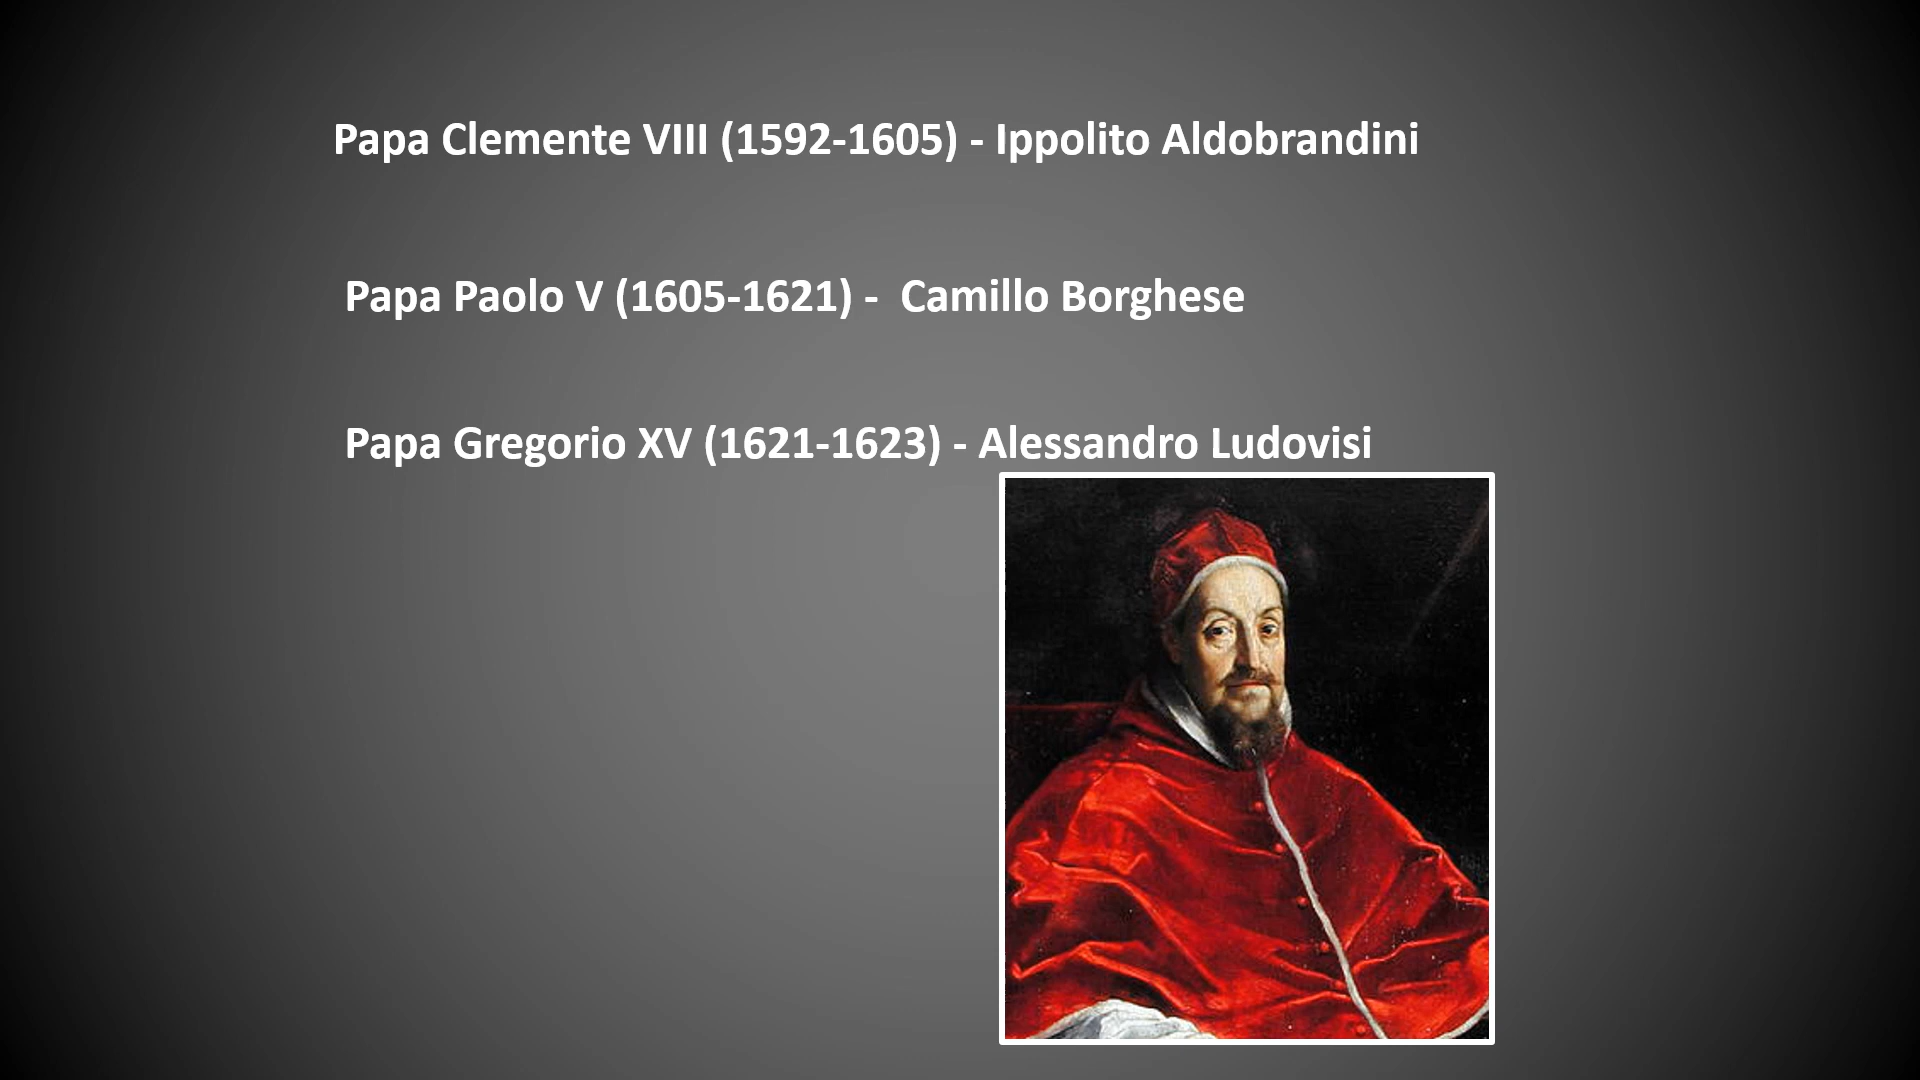 Papa Clemente VIII (1592-1605) - Ippolito Aldobrandini
Papa Paolo V (1605-1621) -  Camillo Borghese
Papa Gregorio XV (1621-1623) - Alessandro Ludovisi